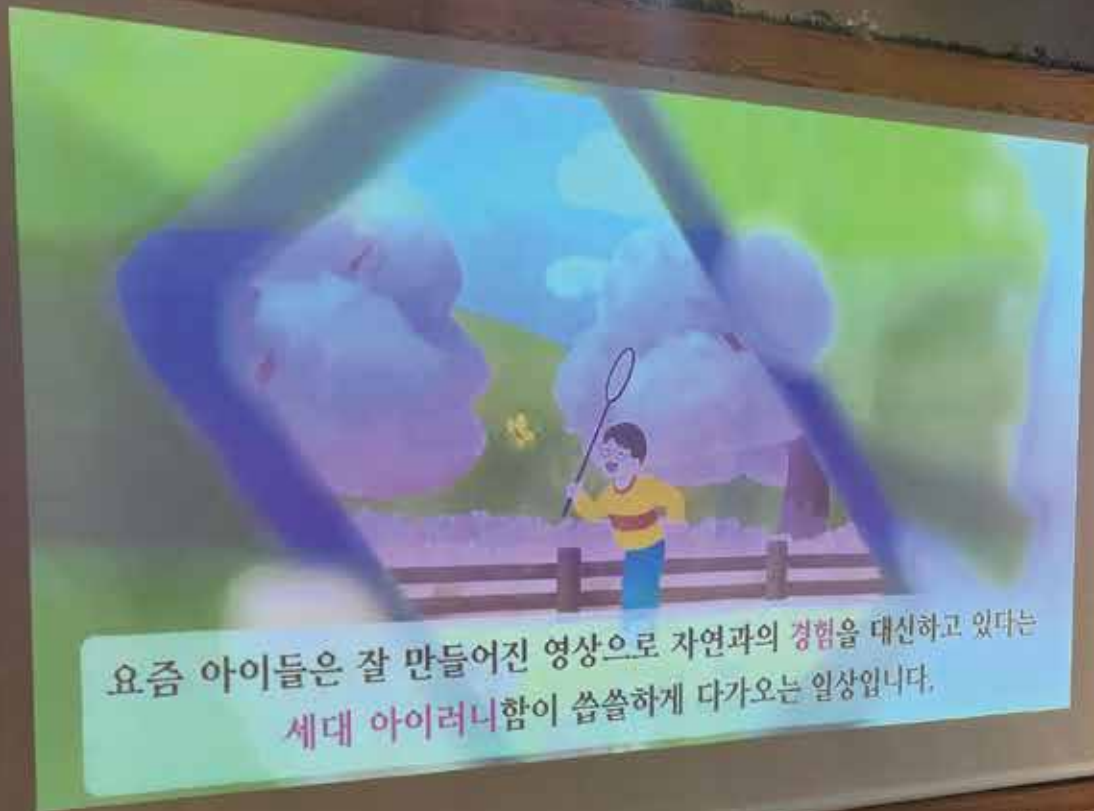 요즘 아이들은 잘 만들어진 영상으로 자연과의 경험을 대신하고 있다는
세대 아이러니함이 씁쓸하게 다가오는 일상입니다.